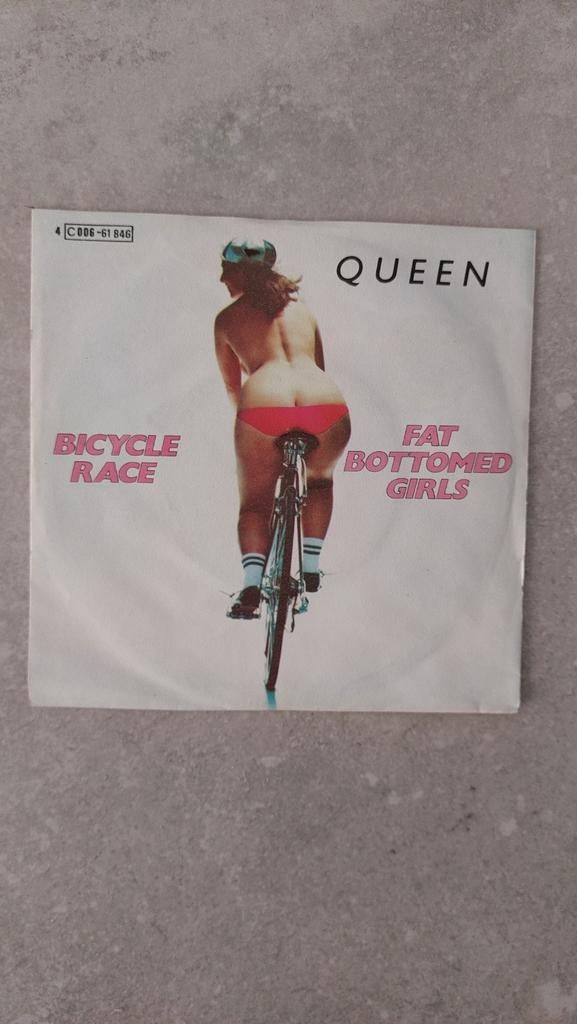 4 C 006-61 846
QUEEN
BICYCLE
RACE
FAT
BOTTOMED
GIRLS